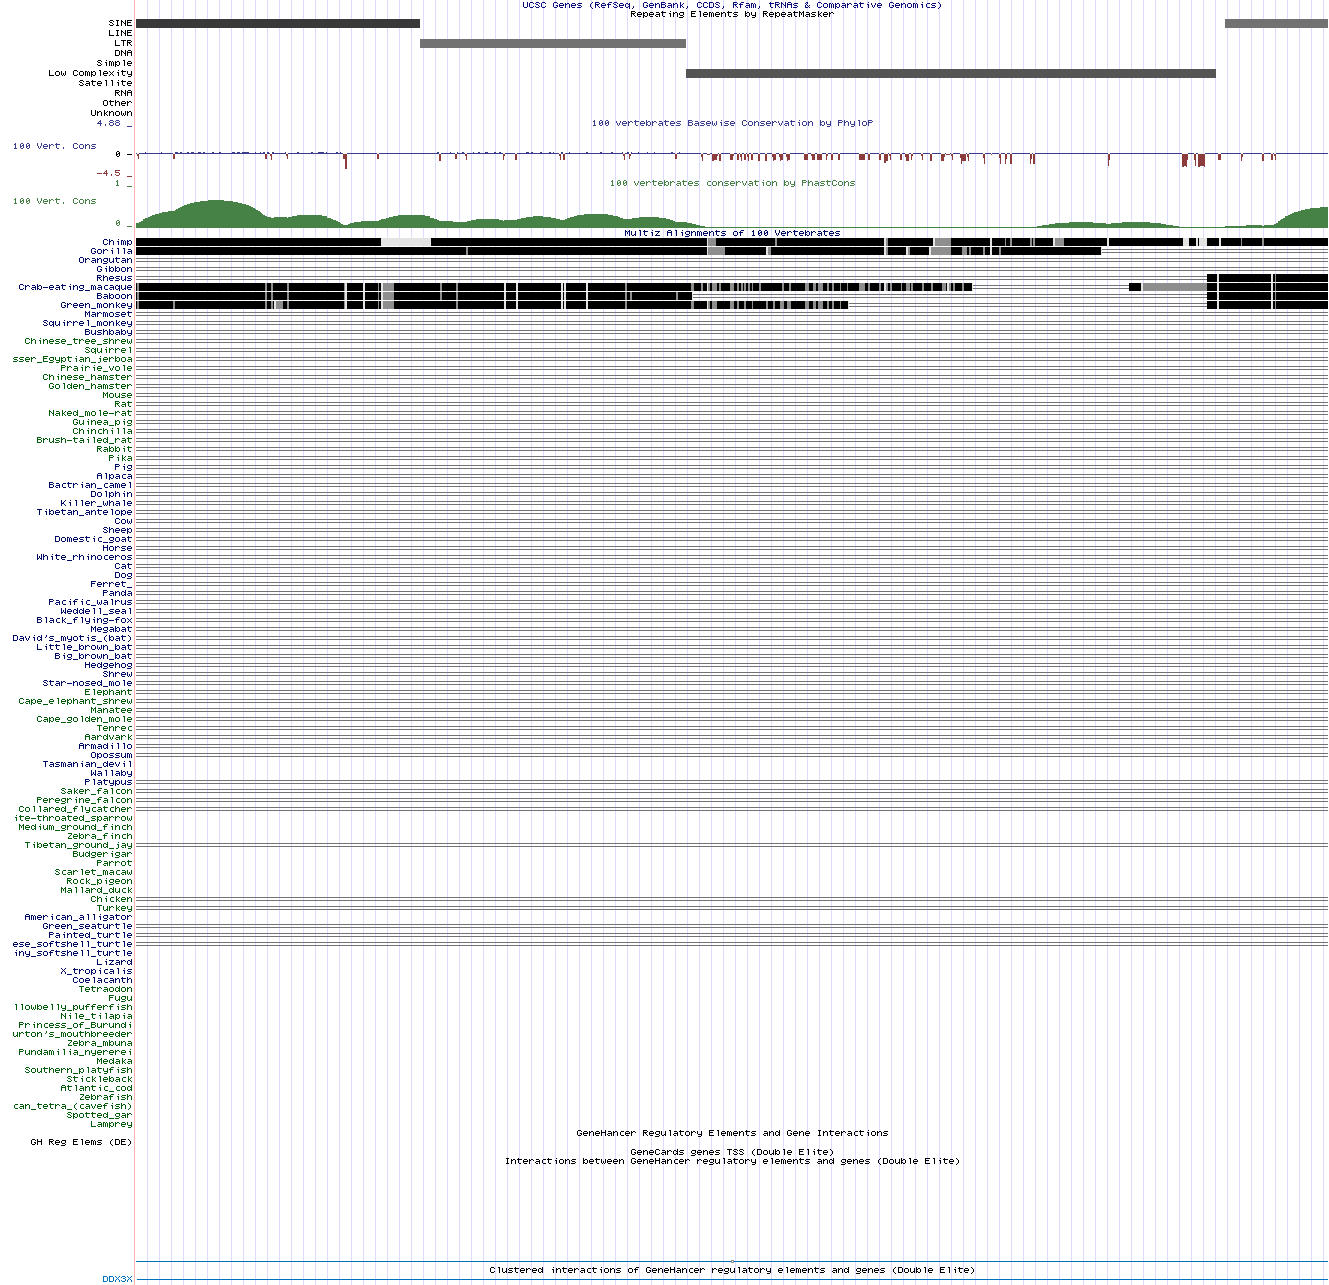 UCSC Genes (RefSeq, GenBank, CCDS, Rfam, tRNAs & Comparative Genomics)
Repeating Elements by RepeatMasker
SINE
LINE
LTR
DNA
Simple
Low Complexity
Satellite
RNA
Other
Unknown
4.88 _
100 vertebrates Basewise Conservation by PhyloP
100 Vert. Cons
0 _
-4.5 _
1 _
100 vertebrates conservation by PhastCons
100 Vert. Cons
0 _
Multiz Alignments of 100 Vertebrates
Chimp
Gorilla
Orangutan
Gibbon
Rhesus
Crab-eating_macaque
Baboon
Green_monkey
Marmoset
Squirrel_monkey
Bushbaby
Chinese_tree_shrew
Squirrel
sser_Egyptian_jerboa
Prairie_vole
Chinese_hamster
Golden_hamster
Mouse
Rat
Naked_mole-rat
Guinea_pig
Chinchilla
Brush-tailed_rat
Rabbit
Pika
Pig
Alpaca
Bactrian_camel
Dolphin
Killer_whale
Tibetan_antelope
Cow
Sheep
Domestic_goat
Horse
White_rhinoceros
Cat
Dog
Ferret_
Panda
Pacific_walrus
Weddell_seal
Black_flying-fox
Megabat
David's_myotis_(bat)
Little_brown_bat
Big_brown_bat
Hedgehog
Shrew
Star-nosed_mole
Elephant
Cape_elephant_shrew
Manatee
Cape_golden_mole
Tenrec
Aardvark
Armadillo
Opossum
Tasmanian_devil
Wallaby
Platypus
Saker_falcon
Peregrine_falcon
Collared_flycatcher
ite-throated_sparrow
Medium_ground_finch
Zebra_finch
Tibetan_ground_jay
Budgerigar
Parrot
Scarlet_macaw
Rock_pigeon
Mallard_duck
Chicken
Turkey
American_alligator
Green_seaturtle
Painted_turtle
ese_softshell_turtle
iny_softshell_turtle
Lizard
X_tropicalis
Coelacanth
Tetraodon
Fugu
llowbelly_pufferfish
Nile_tilapia
Princess_of_Burundi
urton's_mouthbreeder
Zebra_mbuna
Pundamilia_nyererei
Medaka
Southern_platyfish
Stickleback
Atlantic_cod
Zebrafish
can_tetra_(cavefish)
Spotted_gar
Lamprey
GeneHancer Regulatory Elements and Gene Interactions
GH Reg Elems (DE)
GeneCards genes TSS (Double Elite)
Interactions between GeneHancer regulatory elements and genes (Double Elite)
Clustered interactions of GeneHancer regulatory elements and genes (Double Elite)
DDX3X